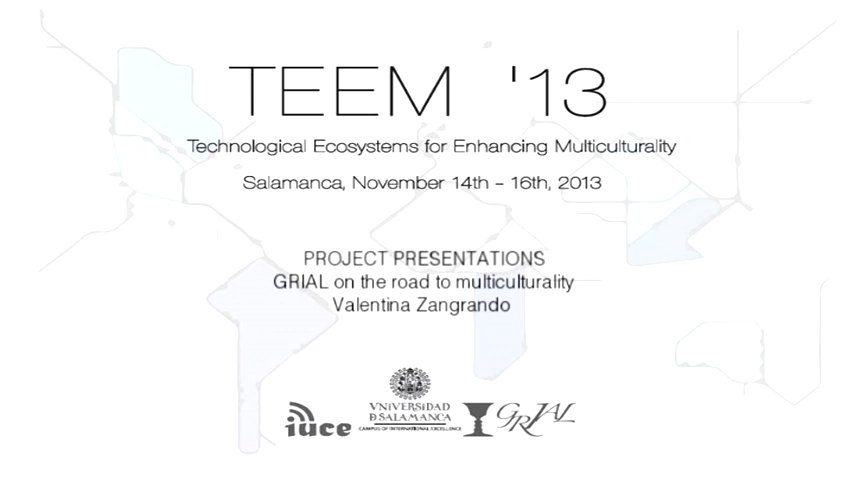 TEEM '13
Technological Ecosystems for Enhancing Multiculturality
Salamanca, November 14th - 16th, 2013
PROJECT PRESENTATIONS
GRIAL on the road to multiculturality
Valentina Zangrando
iuce
VNiVERSiDAD
D SALAMANCA
CAMPUS OF INTERNATIONAL EXCELLENCE
GRIAL